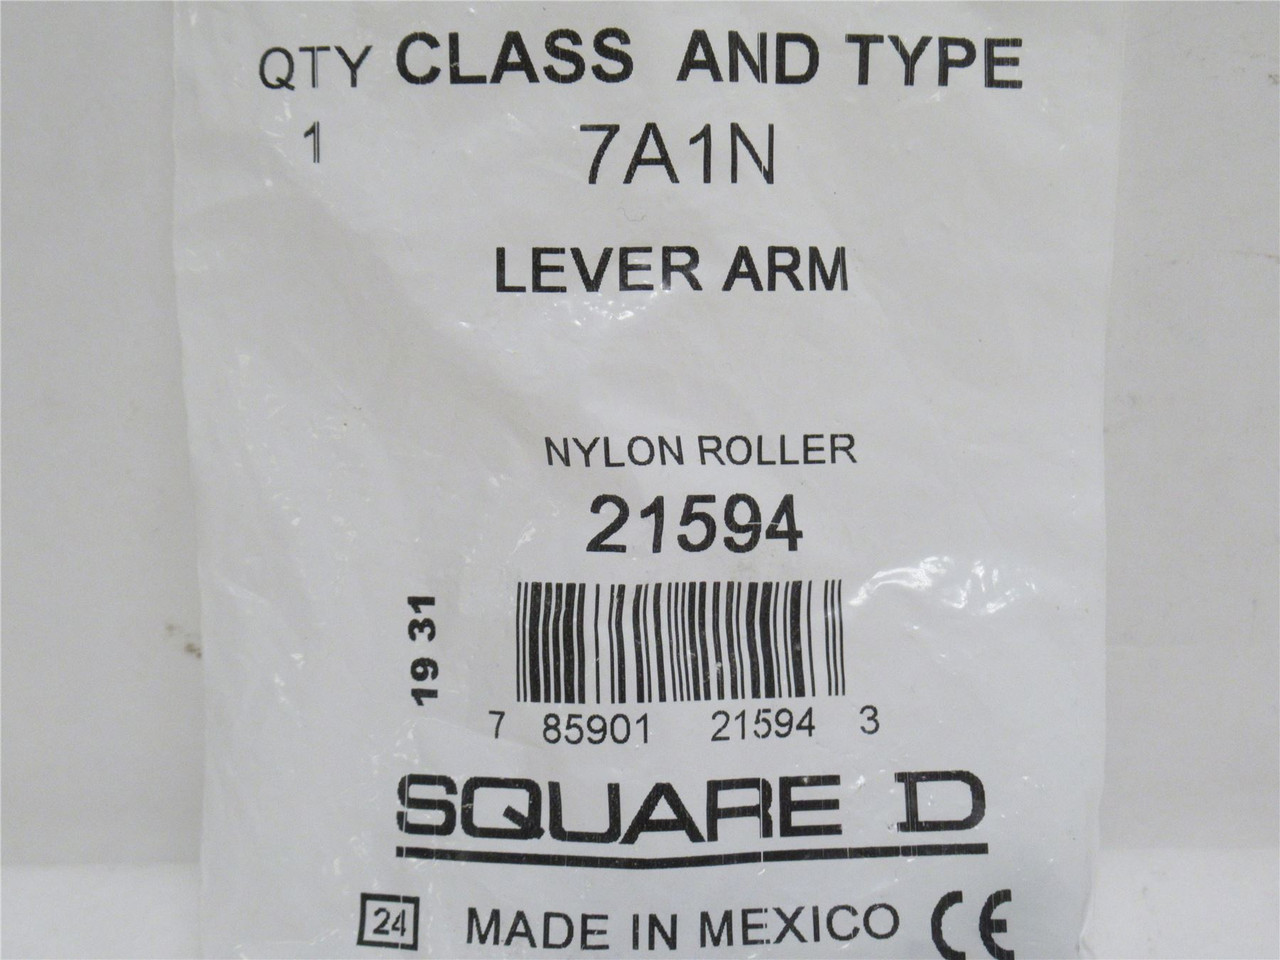 QTY CLASS AND TYPE
1 7A1N
LEVER ARM
NYLON ROLLER
21594
19 31
7 85901 21594 3
SQUARE D
24 MADE IN MEXICO CE